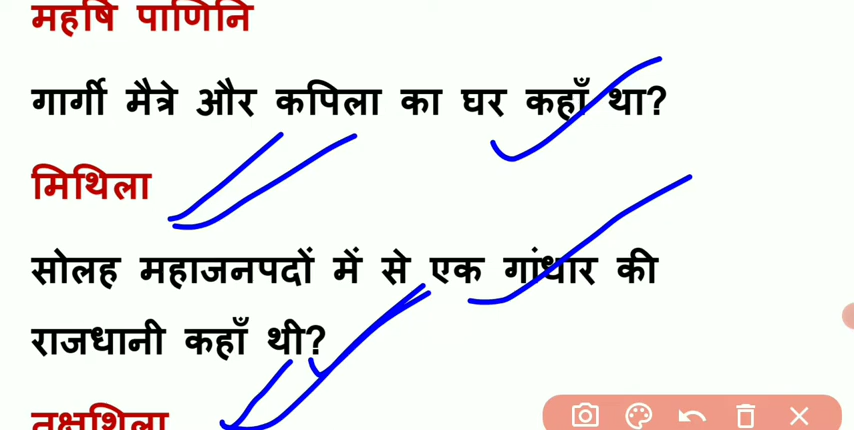 महर्षि पाणिनि
गार्गी मैत्रे और कपिला का घर कहाँ था?
मिथिला
सोलह महाजनपदों में से एक गांधार की
राजधानी कहाँ थी?
तक्षशिला